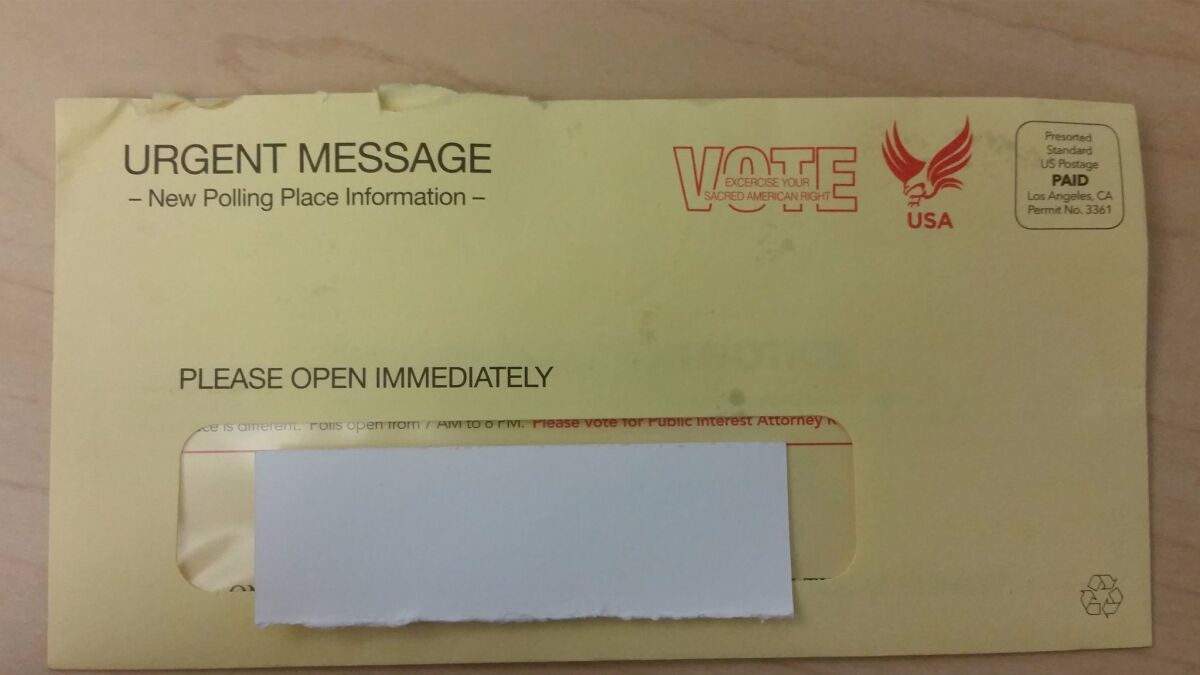 URGENT MESSAGE
– New Polling Place Information –
VOTE
EXCERCISE YOUR
SACRED AMERICAN RIGHT
USA
Presorted
Standard
US Postage
PAID
Los Angeles, CA
Permit No. 3361
PLEASE OPEN IMMEDIATELY
is different. Polls open from 7 AM to 8 PM. Please Vote for Public Interest Attorney